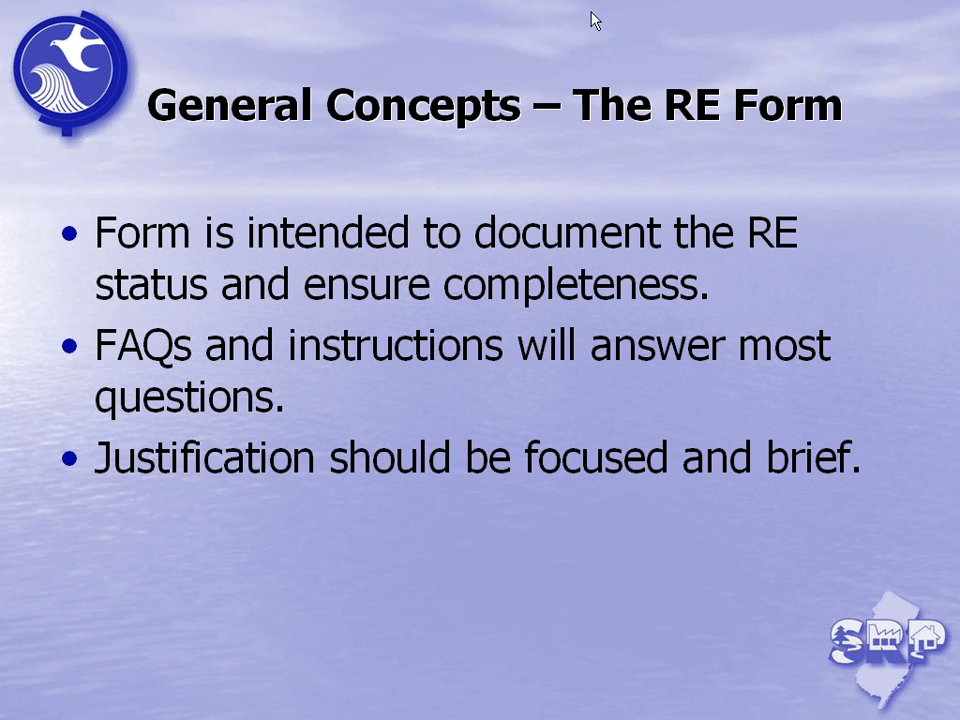 General Concepts – The RE Form
• Form is intended to document the RE
status and ensure completeness.
• FAQs and instructions will answer most
questions.
• Justification should be focused and brief.
SRP